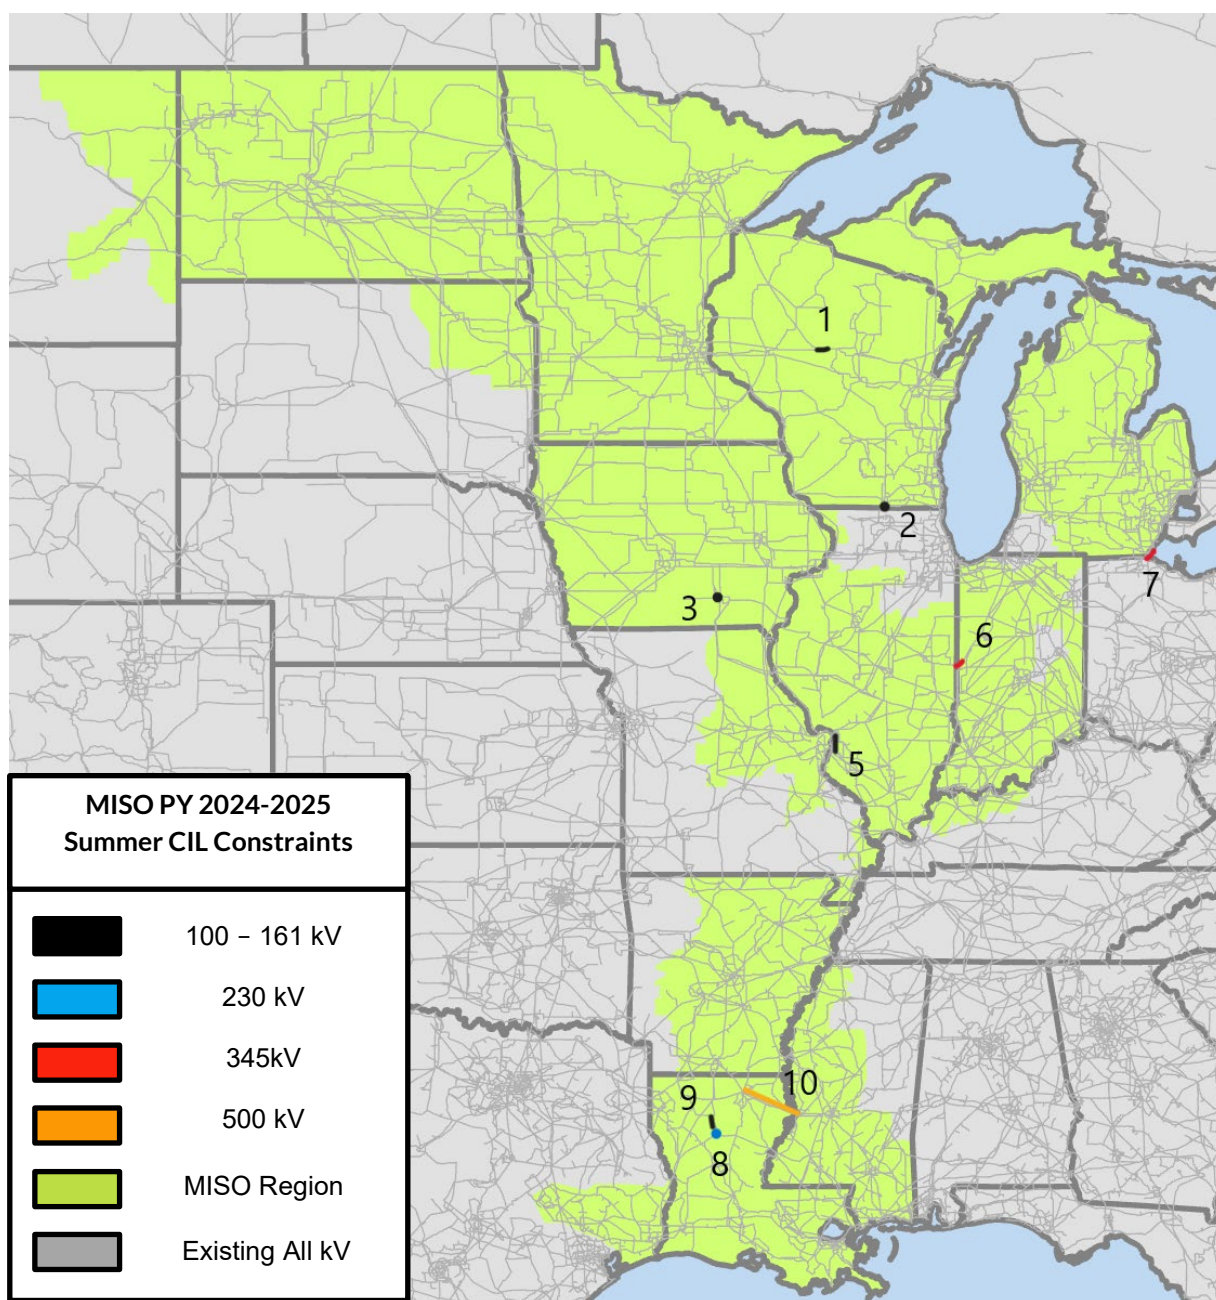 1
2
3
7
6
5
MISO PY 2024-2025
Summer CIL Constraints
100 – 161 kV
230 kV
345kV
500 kV
MISO Region
Existing All kV
10
9
8